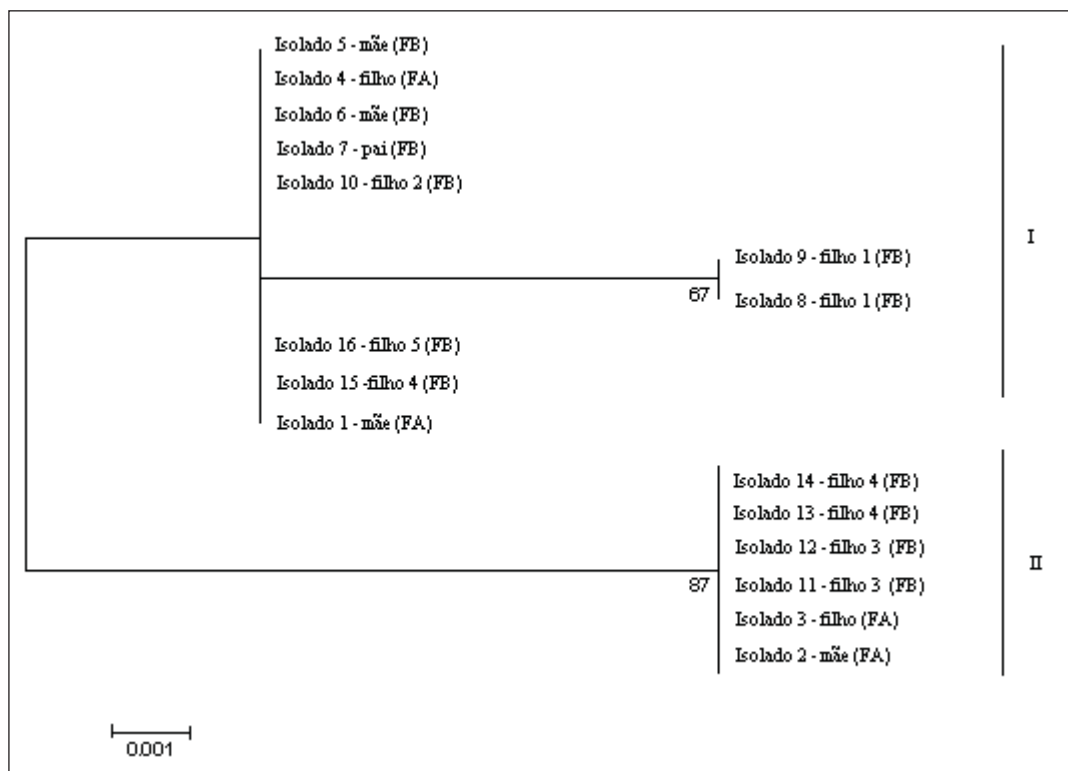 Isolado 5 - mãe (FB)
Isolado 4 - filho (FA)
Isolado 6 - mãe (FB)
Isolado 7 - pai (FB)
Isolado 10 - filho 2 (FB)
I
Isolado 9 - filho 1 (FB)
67
Isolado 8 - filho 1 (FB)
Isolado 16 - filho 5 (FB)
Isolado 15 -filho 4 (FB)
Isolado 1 - mãe (FA)
Isolado 14 - filho 4 (FB)
Isolado 13 - filho 4 (FB)
Isolado 12 - filho 3 (FB)
II
87
Isolado 11 - filho 3 (FB)
Isolado 3 - filho (FA)
Isolado 2 - mãe (FA)
0.001